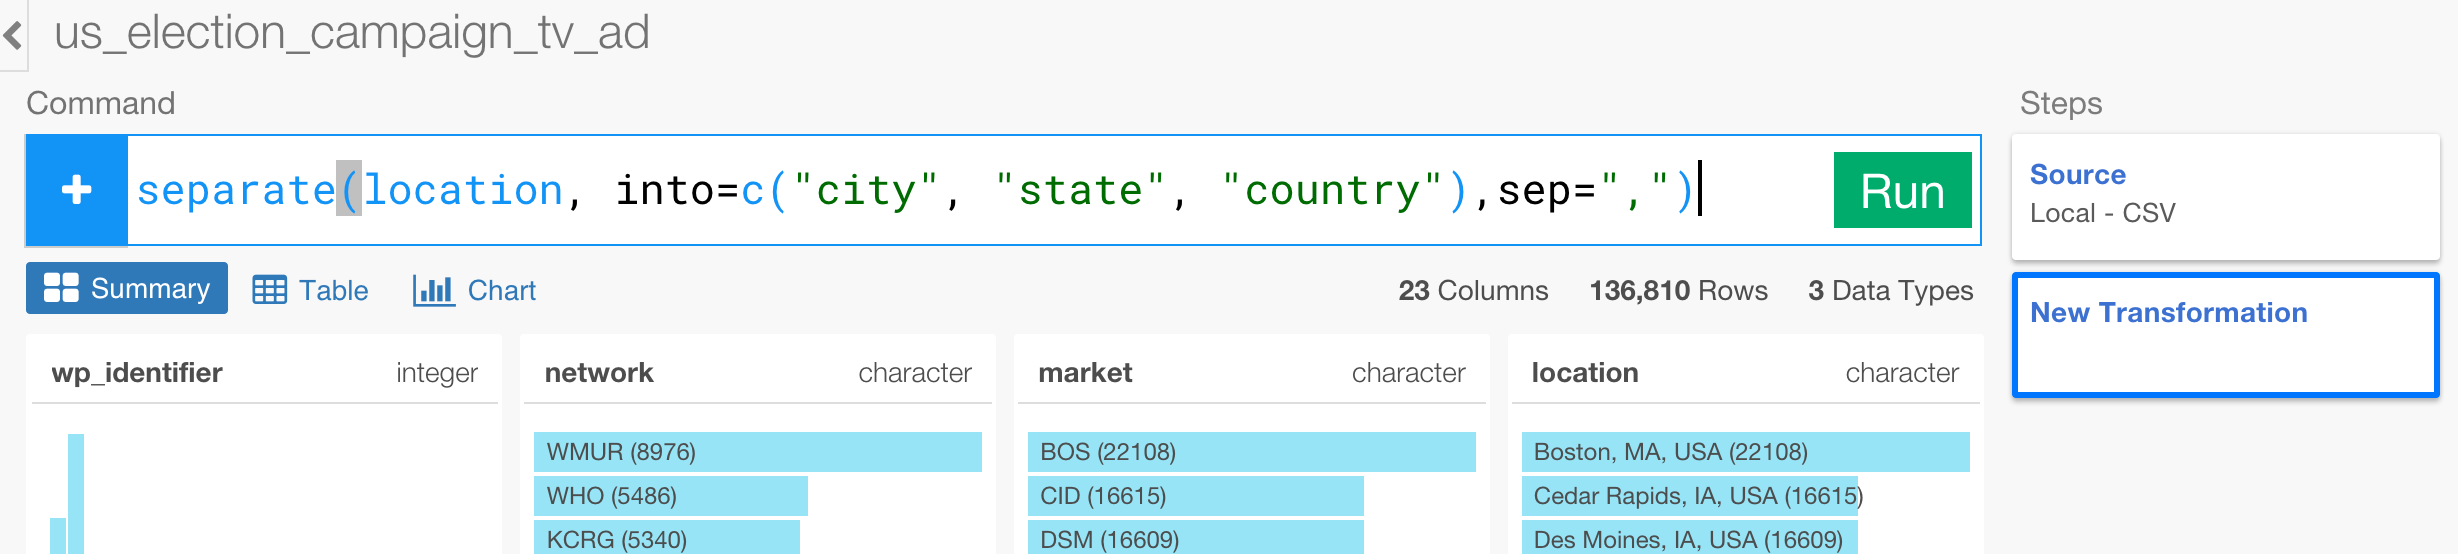 us_election_campaign_tv_ad
Command
Steps
+ separate(location, into=c("city", "state", "country"),sep=",")
Run
Source
Local - CSV
New Transformation
Summary Table Chart
23 Columns 136,810 Rows 3 Data Types
wp_identifier integer
network character
WMUR (8976)
WHO (5486)
KCRG (5340)
market character
BOS (22108)
CID (16615)
DSM (16609)
location character
Boston, MA, USA (22108)
Cedar Rapids, IA, USA (16615)
Des Moines, IA, USA (16609)